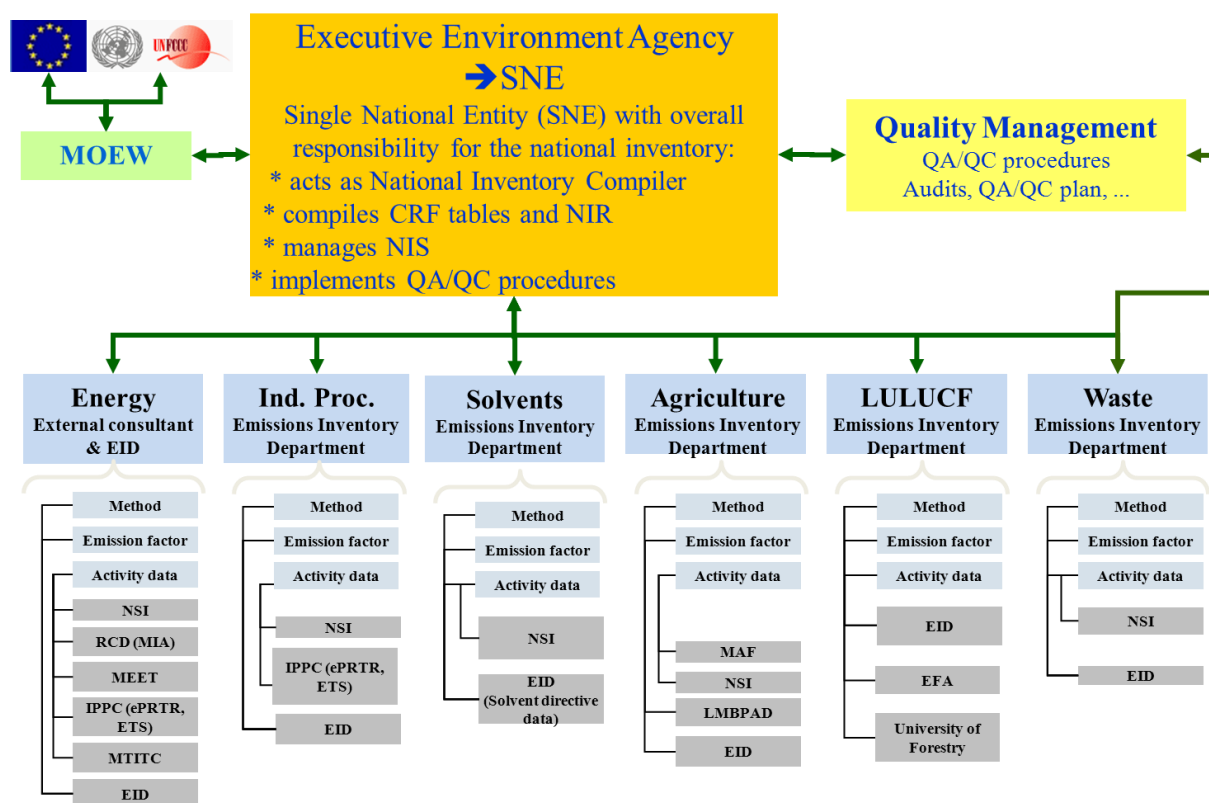 UNFCCC
Executive Environment Agency
➔SNE
Single National Entity (SNE) with overall
responsibility for the national inventory:
* acts as National Inventory Compiler
* compiles CRF tables and NIR
* manages NIS
* implements QA/QC procedures
MOEW
Quality Management
QA/QC procedures
Audits, QA/QC plan, ...
Energy
External consultant
& EID
Method
Emission factor
Activity data
NSI
RCD (MIA)
MEET
IPPC (ePRTR,
ETS)
MTITC
EID
Ind. Proc.
Emissions Inventory
Department
Method
Emission factor
Activity data
NSI
IPPC (ePRTR,
ETS)
EID
Solvents
Emissions Inventory
Department
Method
Emission factor
Activity data
NSI
EID
(Solvent directive
data)
Agriculture
Emissions Inventory
Department
Method
Emission factor
Activity data
MAF
NSI
LMBPAD
EID
LULUCF
Emissions Inventory
Department
Method
Emission factor
Activity data
EID
EFA
University of
Forestry
Waste
Emissions Inventory
Department
Method
Emission factor
Activity data
NSI
EID